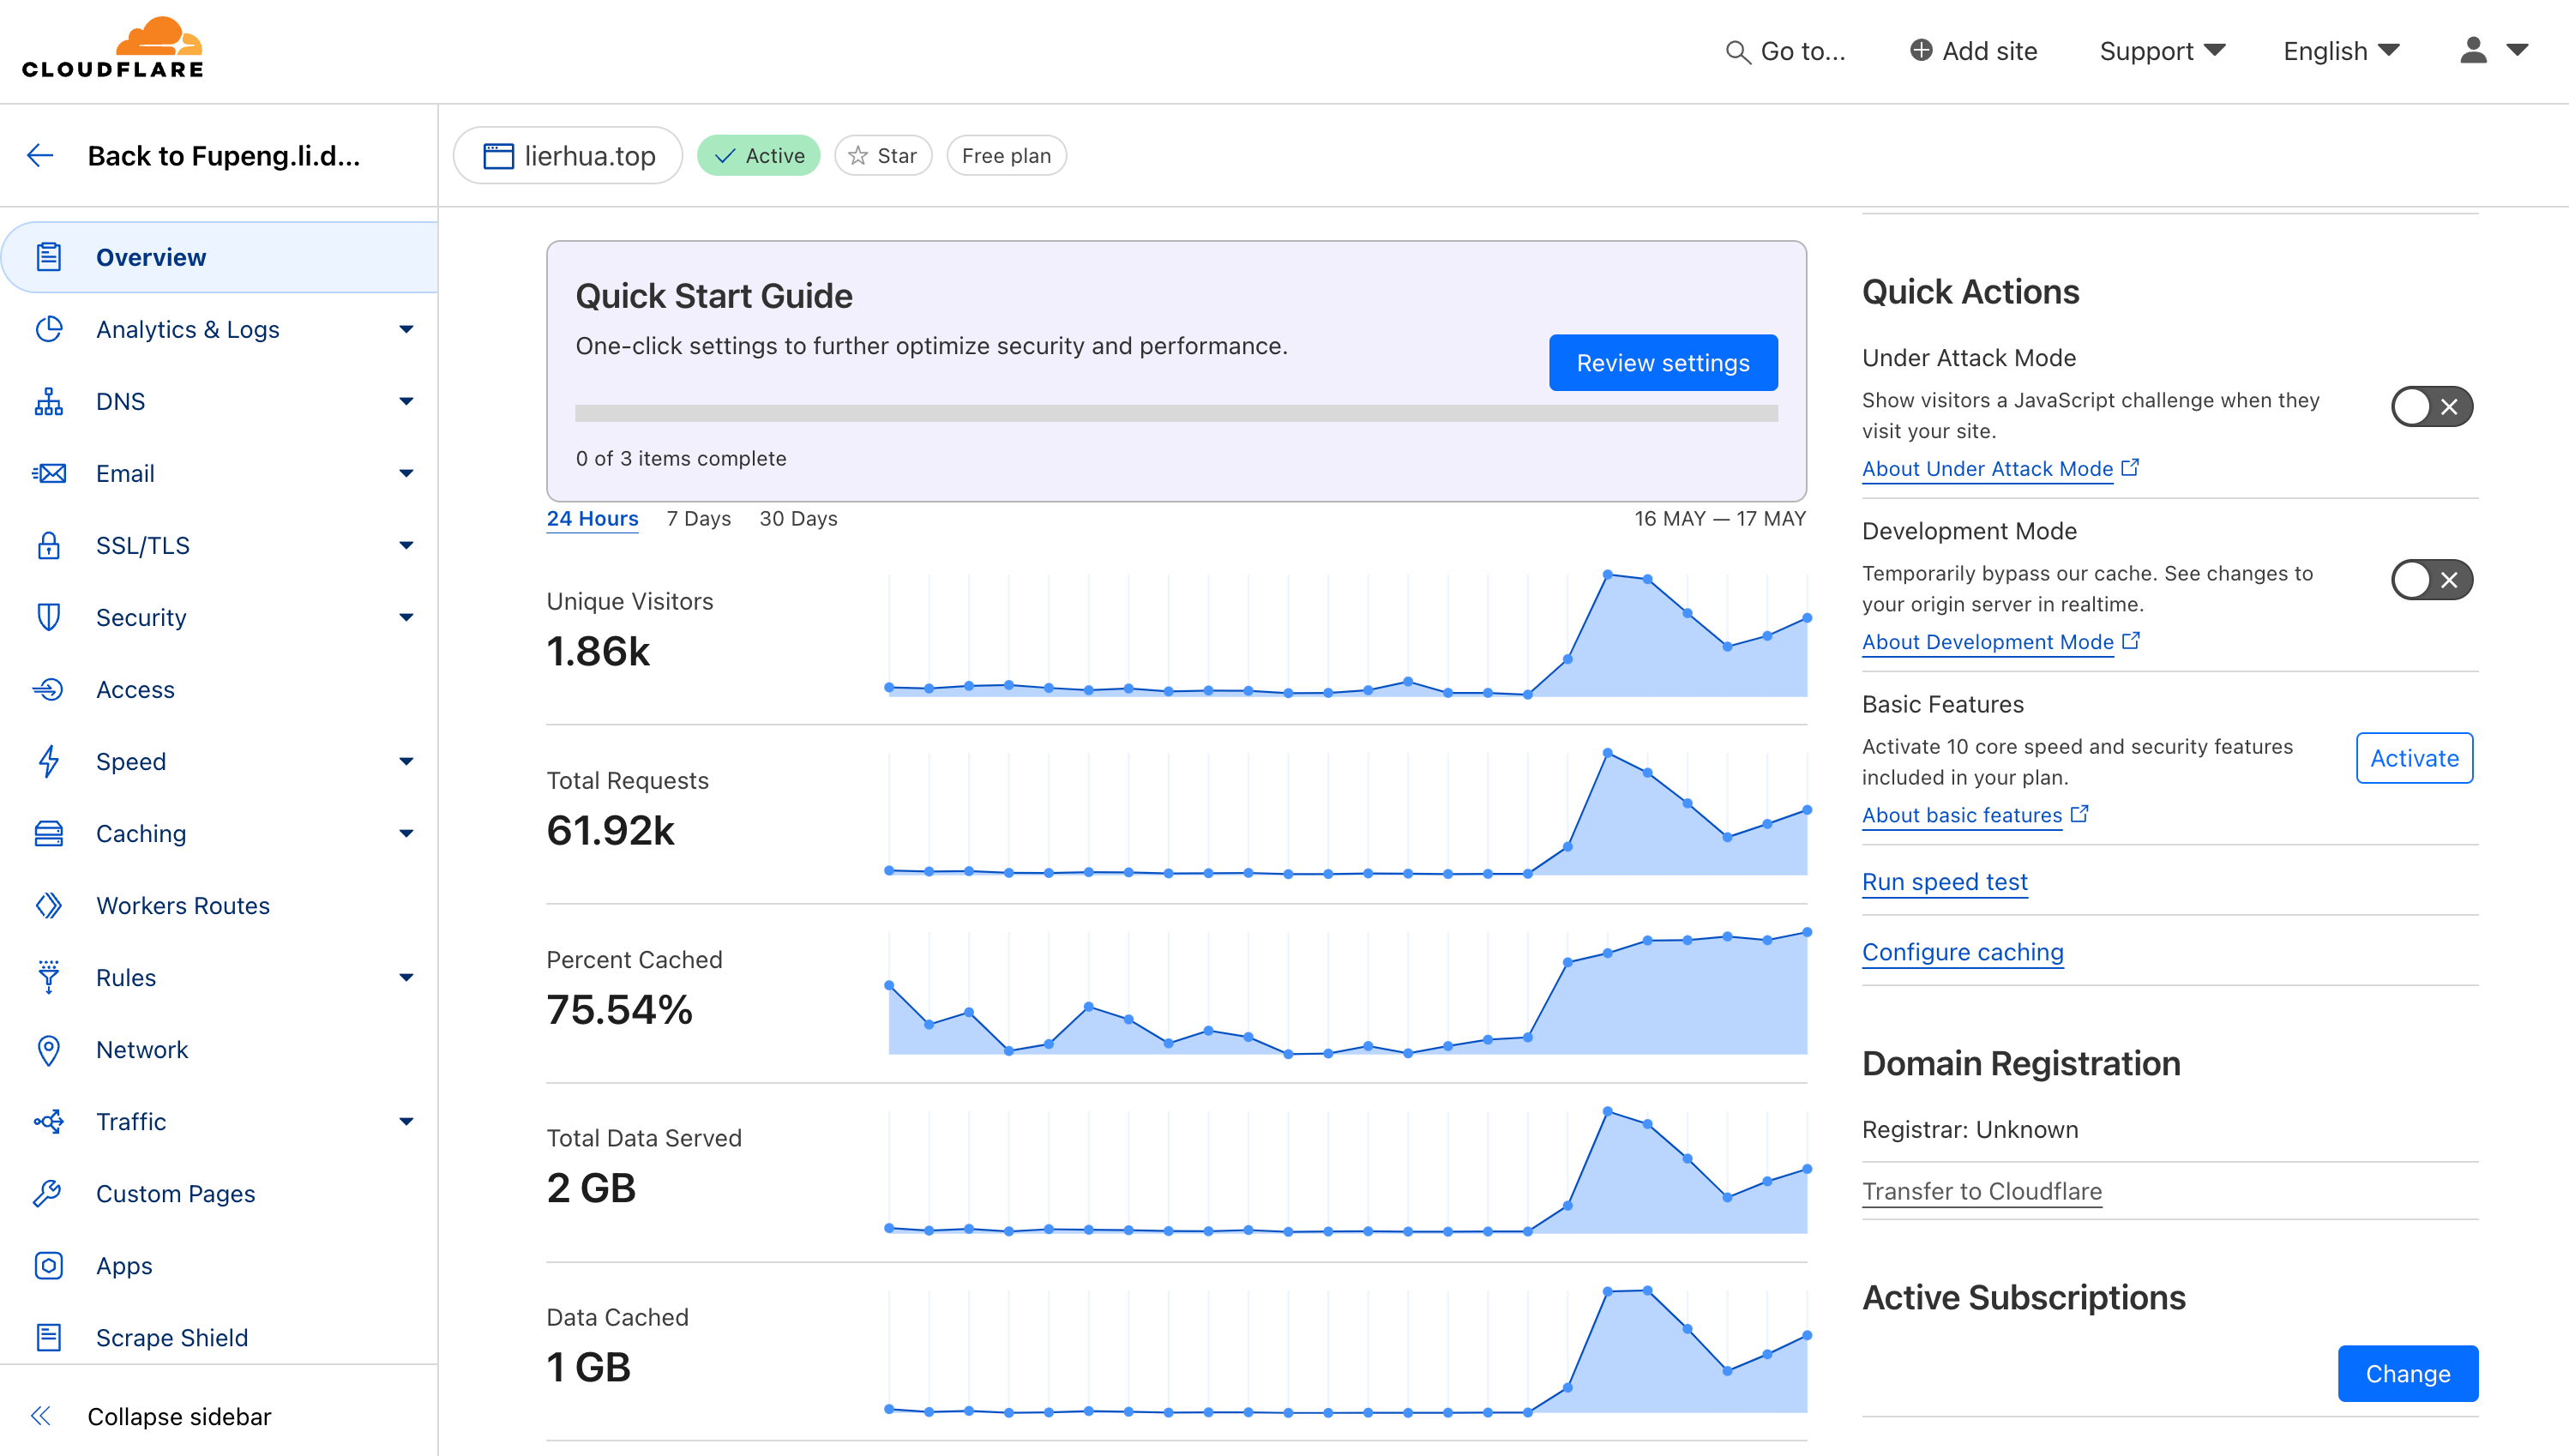 CLOUDFLARE
Go to...
Add site
Support
English
Back to Fupeng.li.d...
lierhua.top
Active
Star
Free plan
Overview
Analytics & Logs
DNS
Email
SSL/TLS
Security
Access
Speed
Caching
Workers Routes
Rules
Network
Traffic
Custom Pages
Apps
Scrape Shield
Collapse sidebar
Quick Start Guide
One-click settings to further optimize security and performance.
Review settings
0 of 3 items complete
24 Hours
7 Days
30 Days
16 MAY — 17 MAY
Unique Visitors
1.86k
Total Requests
61.92k
Percent Cached
75.54%
Total Data Served
2 GB
Data Cached
1 GB
Quick Actions
Under Attack Mode
Show visitors a JavaScript challenge when they
visit your site.
About Under Attack Mode
Development Mode
Temporarily bypass our cache. See changes to
your origin server in realtime.
About Development Mode
Basic Features
Activate 10 core speed and security features
included in your plan.
Activate
About basic features
Run speed test
Configure caching
Domain Registration
Registrar: Unknown
Transfer to Cloudflare
Active Subscriptions
Change